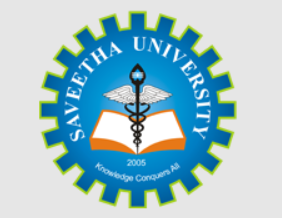 SAVEETHA UNIVERSITY
2005
Knowledge Conquers All